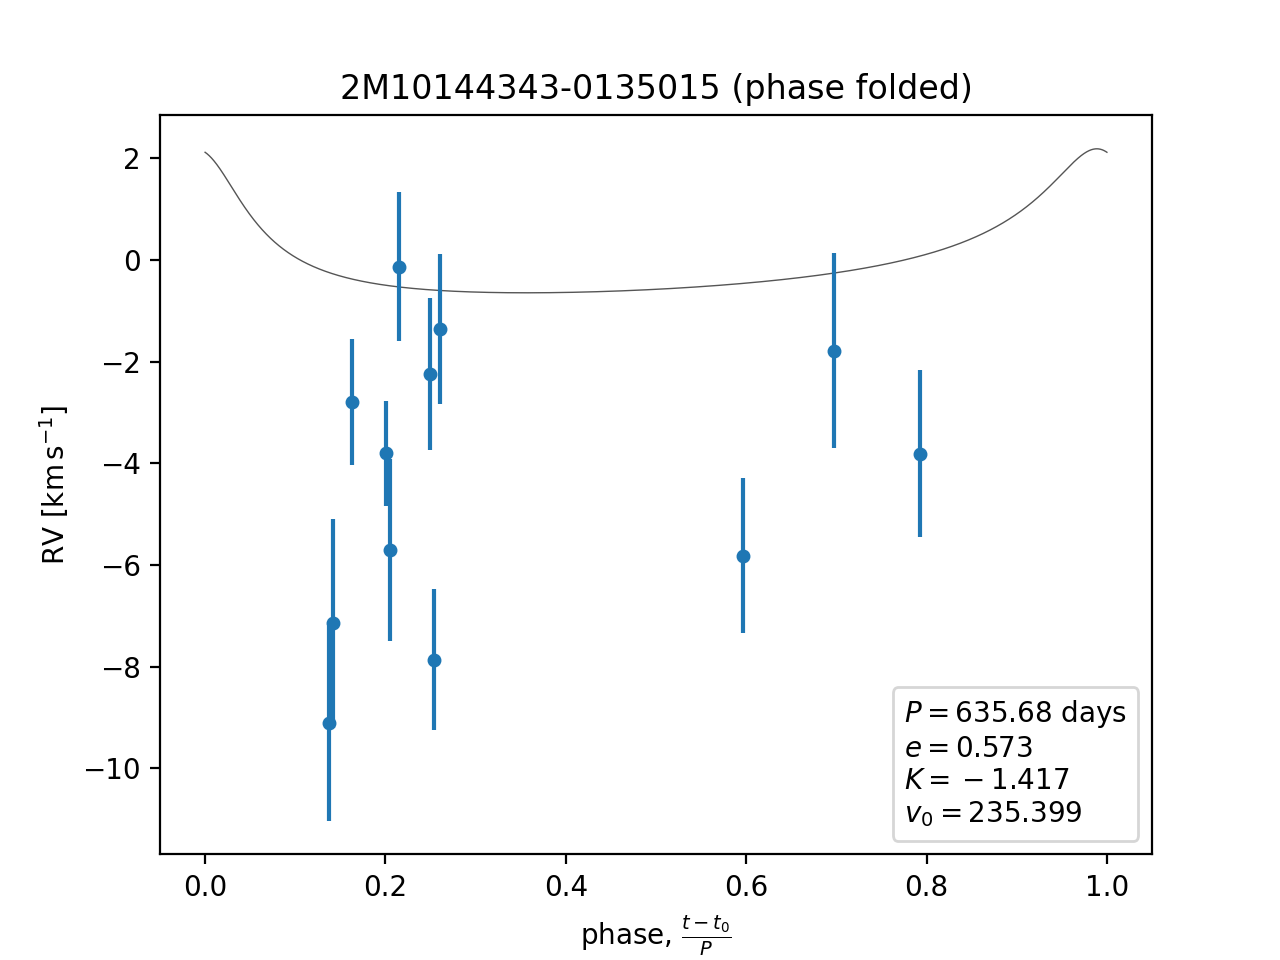 2M10144343-0135015 (phase folded)
2
0
−2
−4
−6
−8
−10
RV [km s⁻¹]
P = 635.68 days
e = 0.573
K = −1.417
v₀ = 235.399
0.0 0.2 0.4 0.6 0.8 1.0
phase, (t − t₀)/P